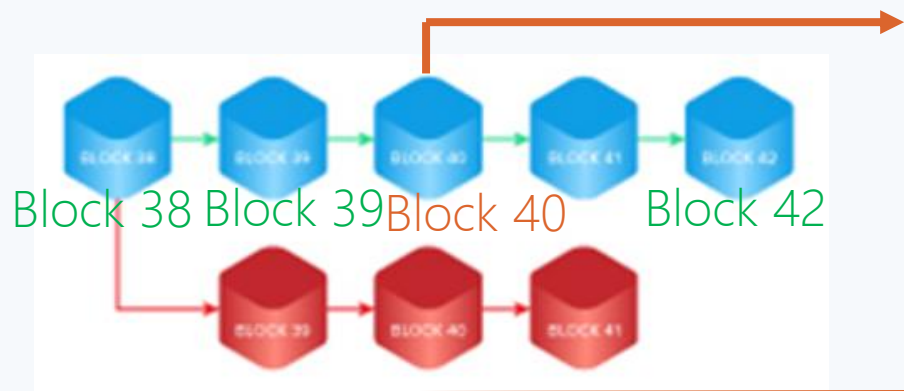 BLOCK 38 BLOCK 39 BLOCK 40 BLOCK 41 BLOCK 42
Block 38 Block 39 Block 40 Block 42
BLOCK 39 BLOCK 40 BLOCK 41